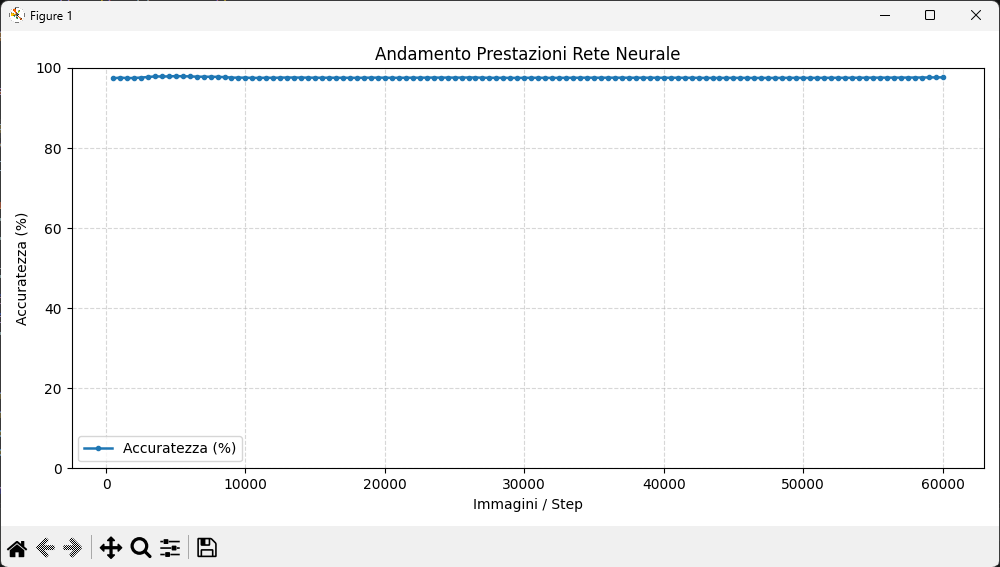 Figure 1
Andamento Prestazioni Rete Neurale
100
80
60
40
20
0
Accuratezza (%)
Accuratezza (%)
0 10000 20000 30000 40000 50000 60000
Immagini / Step